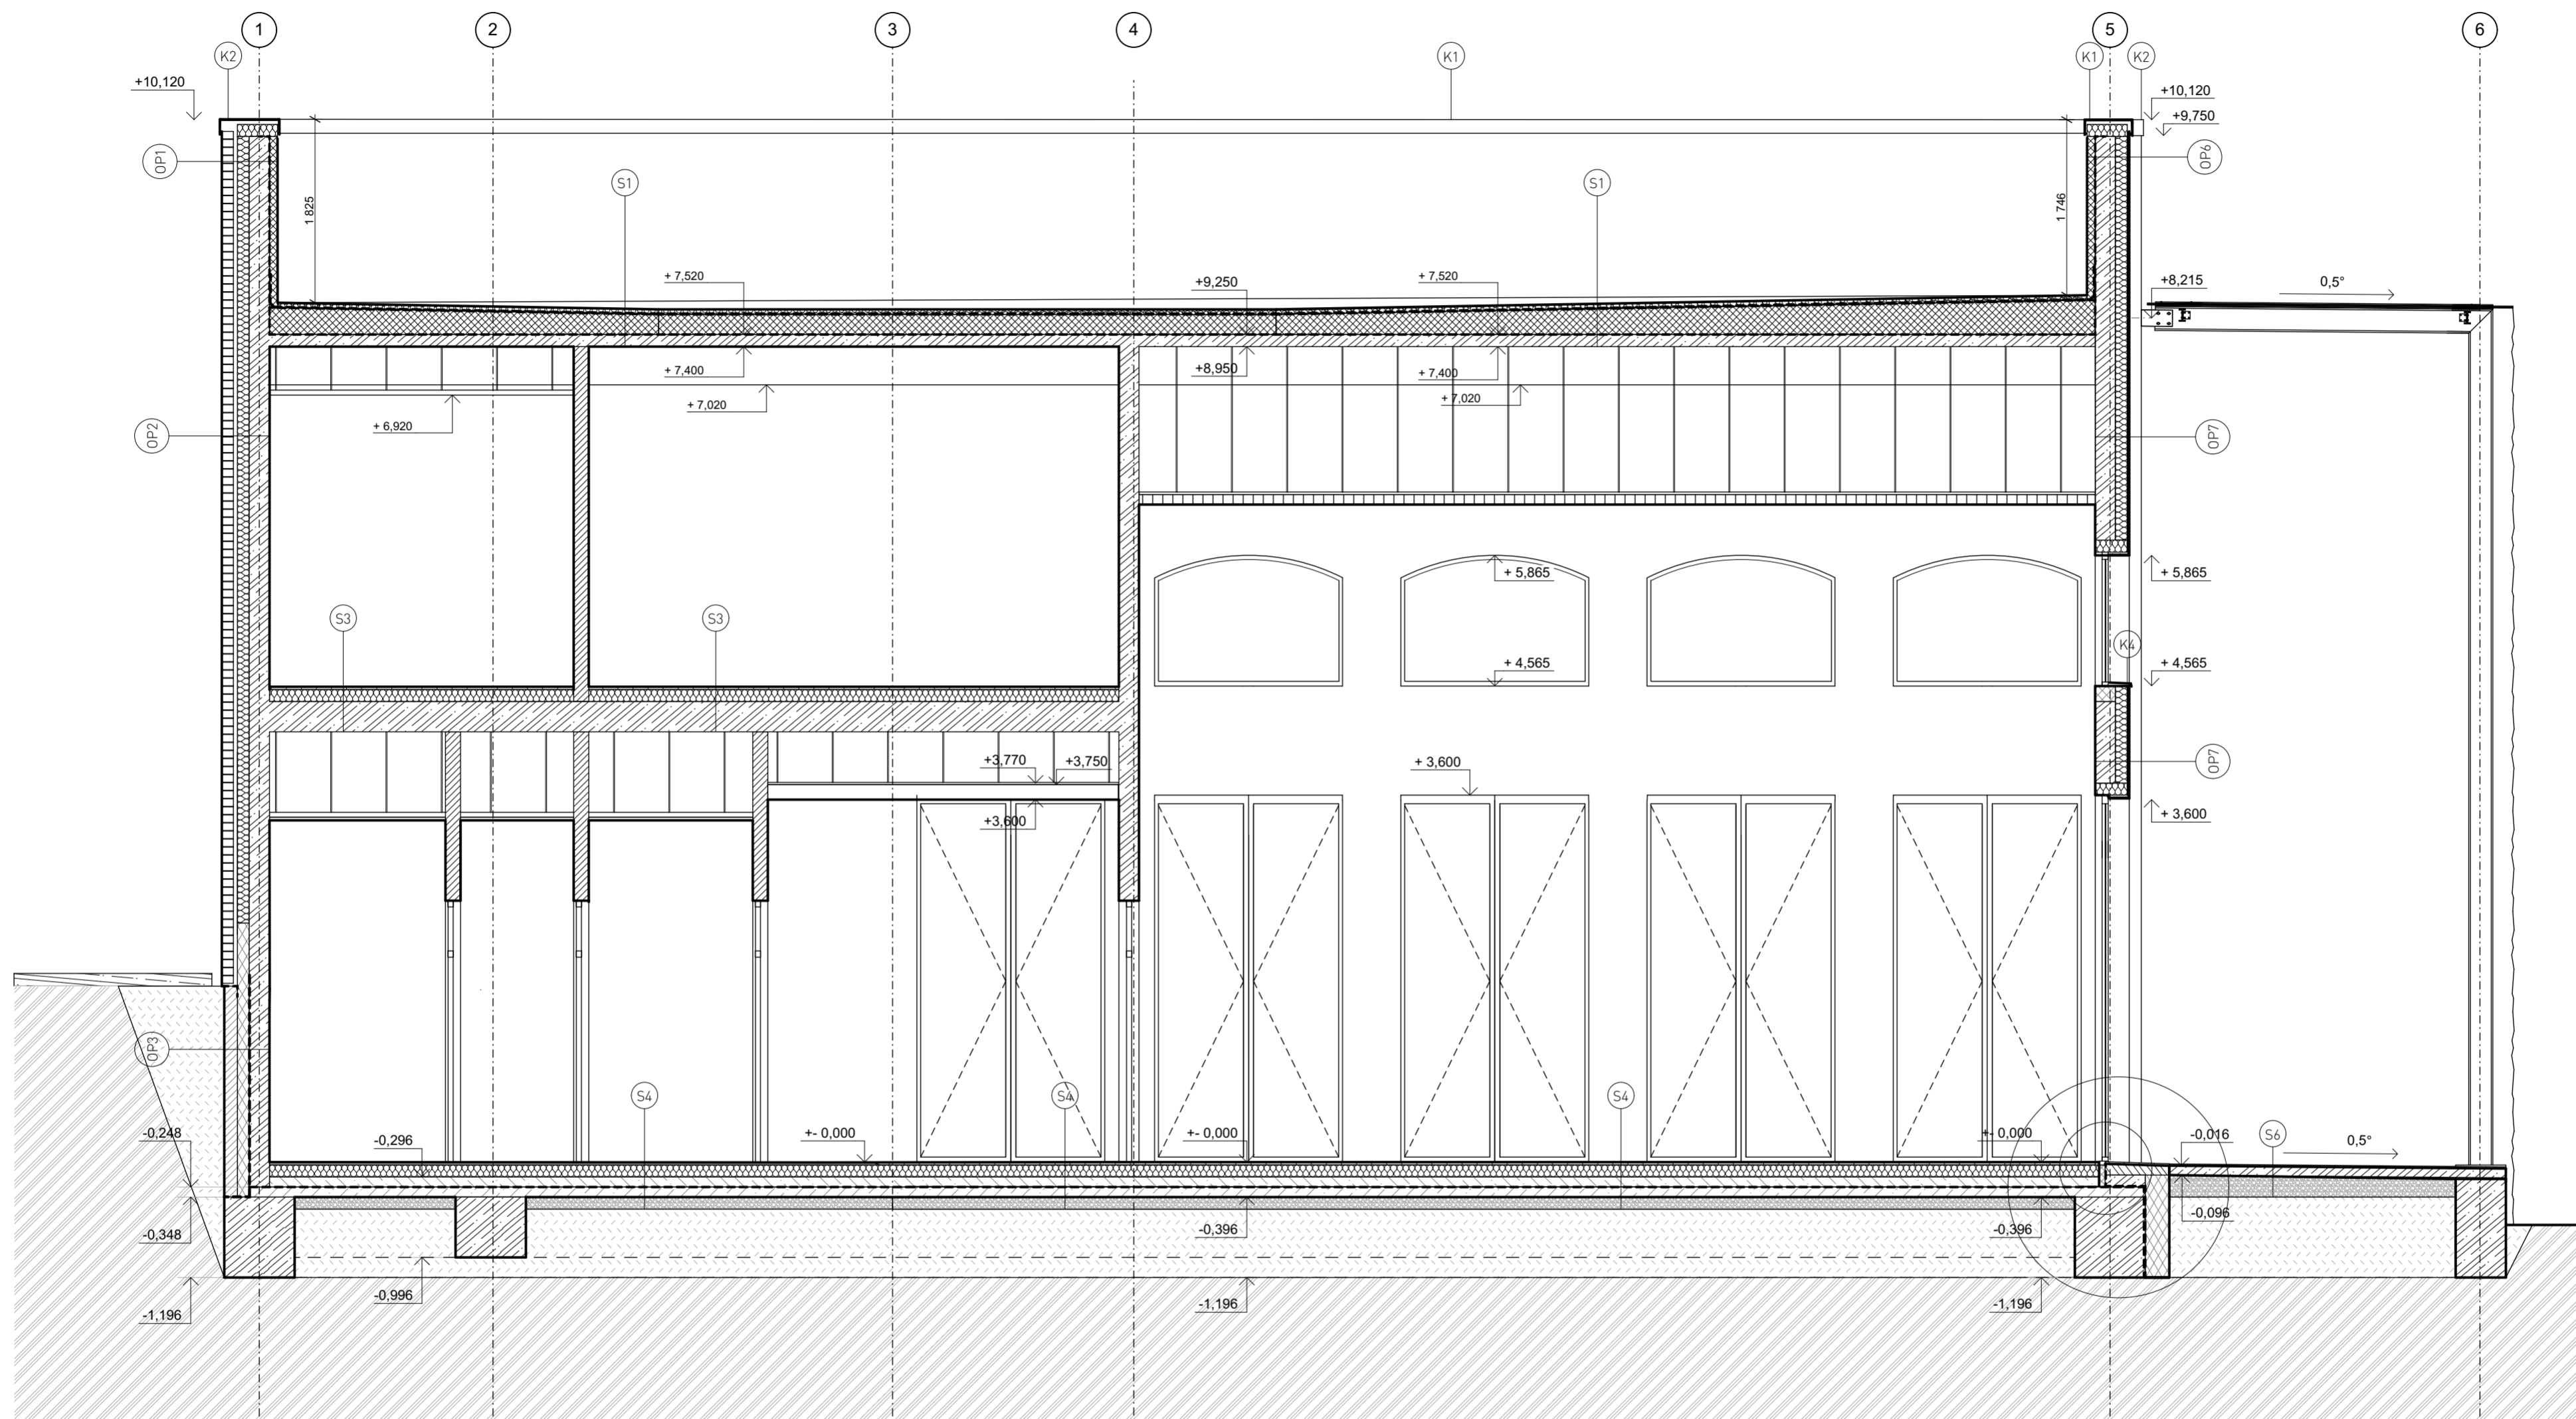 1
2
3
4
5
6
K2
K1
K1
K2
+10,120
+10,120
+9,750
OP1
OP6
S1
S1
1 825
1 746
+ 7,520
+9,250
+ 7,520
+8,215
0,5°
+ 7,400
+8,950
+ 7,400
+ 7,020
+ 7,020
+ 6,920
OP2
OP7
+ 5,865
+ 5,865
S3
S3
K4
+ 4,565
+ 4,565
+3,770
+3,750
+ 3,600
OP7
+3,600
+ 3,600
OP3
S4
S4
S4
-0,248
-0,296
+- 0,000
+- 0,000
+- 0,000
-0,016
S6
0,5°
-0,348
-0,396
-0,396
-0,096
-0,996
-1,196
-1,196
-1,196